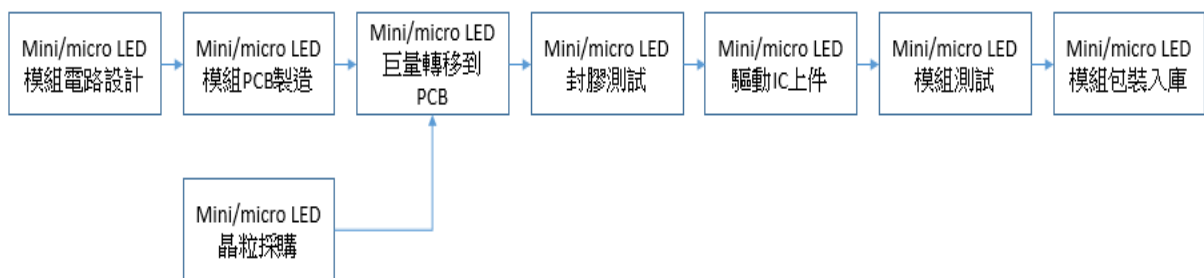 Mini/micro LED
模組電路設計
Mini/micro LED
模組PCB製造
Mini/micro LED
巨量轉移到
PCB
Mini/micro LED
封膠測試
Mini/micro LED
驅動IC上件
Mini/micro LED
模組測試
Mini/micro LED
模組包裝入庫
Mini/micro LED
晶粒採購